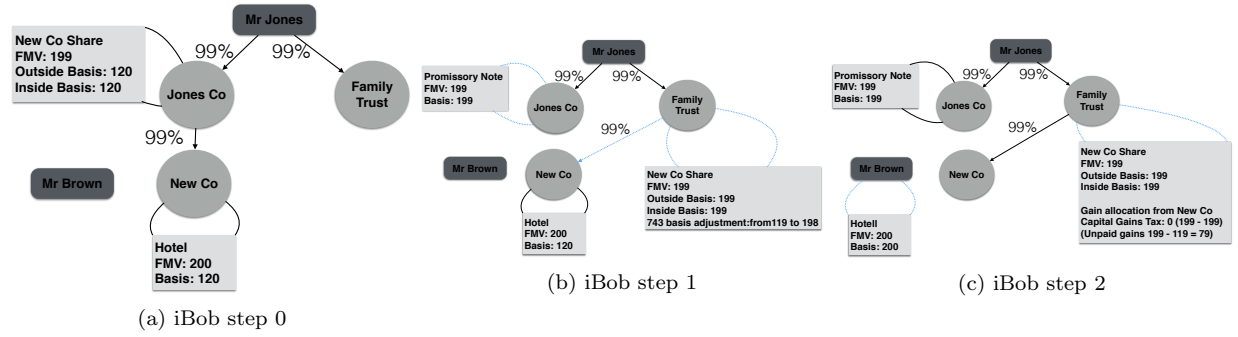 Mr Jones
99%
99%
New Co Share
FMV: 199
Outside Basis: 120
Inside Basis: 120
Jones Co
Family
Trust
99%
Mr Brown
New Co
Hotel
FMV: 200
Basis: 120
(a) iBob step 0
Mr Jones
99%
99%
Promissory Note
FMV: 199
Basis: 199
Jones Co
Family
Trust
99%
Mr Brown
New Co
New Co Share
FMV: 199
Outside Basis: 199
Inside Basis: 199
743 basis adjustment:from119 to 198
Hotel
FMV: 200
Basis: 120
(b) iBob step 1
Mr Jones
99%
99%
Promissory Note
FMV: 199
Basis: 199
Jones Co
Family
Trust
99%
Mr Brown
New Co
New Co Share
FMV: 199
Outside Basis: 199
Inside Basis: 199
Gain allocation from New Co
Capital Gains Tax: 0 (199 - 199)
(Unpaid gains 199 - 119 = 79)
Hotell
FMV: 200
Basis: 200
(c) iBob step 2